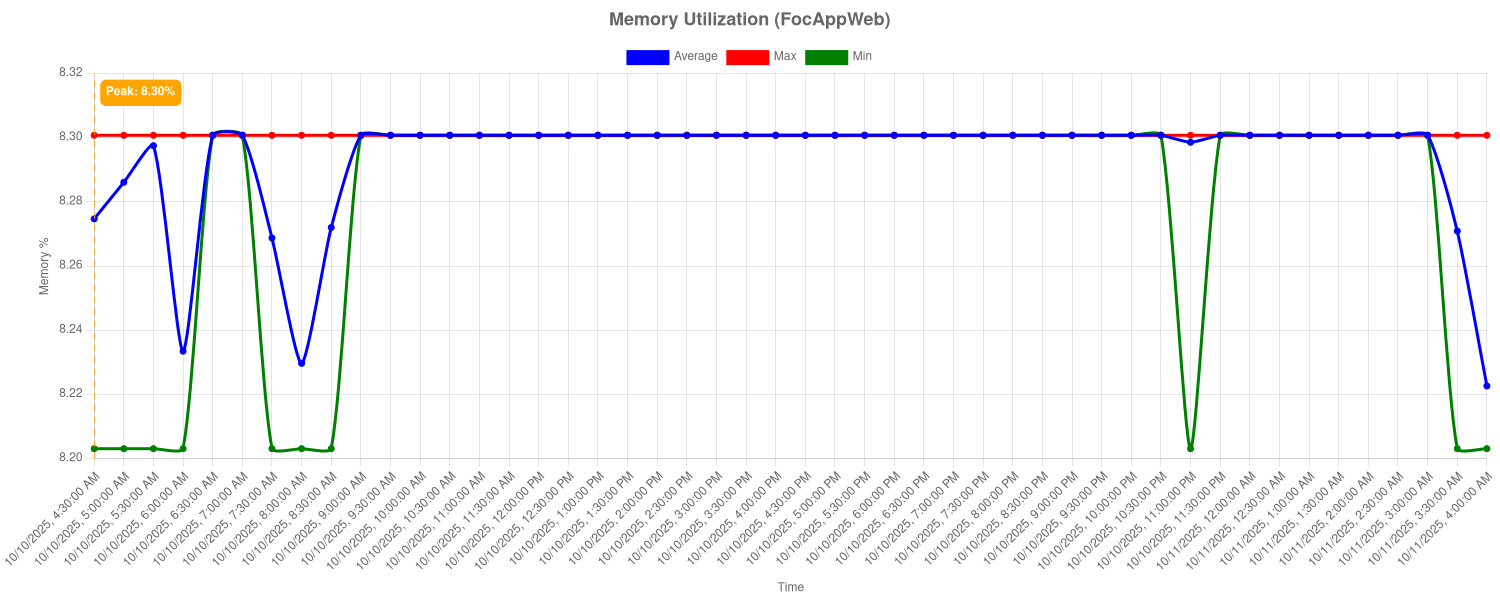 Memory Utilization (FocAppWeb)
Average Max Min
Peak: 8.30%
8.32
8.30
8.28
8.26
8.24
8.22
8.20
Memory %
10/10/2025, 4:30:00 AM
10/10/2025, 5:00:00 AM
10/10/2025, 5:30:00 AM
10/10/2025, 6:00:00 AM
10/10/2025, 6:30:00 AM
10/10/2025, 7:00:00 AM
10/10/2025, 7:30:00 AM
10/10/2025, 8:00:00 AM
10/10/2025, 8:30:00 AM
10/10/2025, 9:00:00 AM
10/10/2025, 9:30:00 AM
10/10/2025, 10:00:00 AM
10/10/2025, 10:30:00 AM
10/10/2025, 11:00:00 AM
10/10/2025, 11:30:00 AM
10/10/2025, 12:00:00 PM
10/10/2025, 12:30:00 PM
10/10/2025, 1:00:00 PM
10/10/2025, 1:30:00 PM
10/10/2025, 2:00:00 PM
10/10/2025, 2:30:00 PM
10/10/2025, 3:00:00 PM
10/10/2025, 3:30:00 PM
10/10/2025, 4:00:00 PM
10/10/2025, 4:30:00 PM
10/10/2025, 5:00:00 PM
10/10/2025, 5:30:00 PM
10/10/2025, 6:00:00 PM
10/10/2025, 6:30:00 PM
10/10/2025, 7:00:00 PM
10/10/2025, 7:30:00 PM
10/10/2025, 8:00:00 PM
10/10/2025, 8:30:00 PM
10/10/2025, 9:00:00 PM
10/10/2025, 9:30:00 PM
10/10/2025, 10:00:00 PM
10/10/2025, 10:30:00 PM
10/10/2025, 11:00:00 PM
10/10/2025, 11:30:00 PM
10/11/2025, 12:00:00 AM
10/11/2025, 12:30:00 AM
10/11/2025, 1:00:00 AM
10/11/2025, 1:30:00 AM
10/11/2025, 2:00:00 AM
10/11/2025, 2:30:00 AM
10/11/2025, 3:00:00 AM
10/11/2025, 3:30:00 AM
10/11/2025, 4:00:00 AM
Time